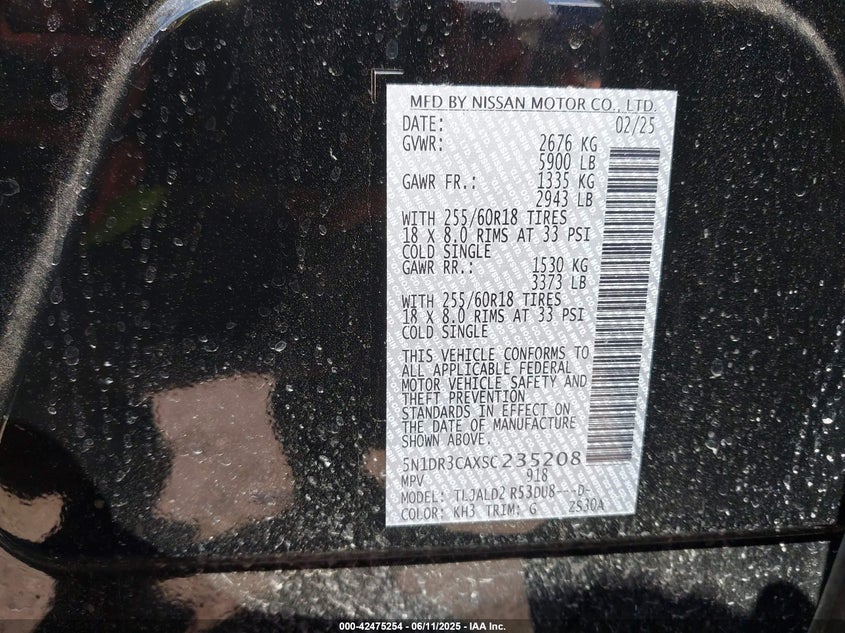 MFD BY NISSAN MOTOR CO., LTD.
DATE: 02/25
GVWR: 2676 KG
5900 LB
GAWR FR.: 1335 KG
2943 LB
WITH 255/60R18 TIRES
18 X 8.0 RIMS AT 33 PSI
COLD SINGLE
GAWR RR.: 1530 KG
3373 LB
WITH 255/60R18 TIRES
18 X 8.0 RIMS AT 33 PSI
COLD SINGLE
THIS VEHICLE CONFORMS TO
ALL APPLICABLE FEDERAL
MOTOR VEHICLE SAFETY AND
THEFT PREVENTION
STANDARDS IN EFFECT ON
THE DATE OF MANUFACTURE
SHOWN ABOVE.
5N1DR3CAXSC235208
MPV 918
MODEL: TLJALD2 R53DU8---D-
COLOR: KH3 TRIM: G ZS30A
000-42475254 - 06/11/2025 - IAA Inc.